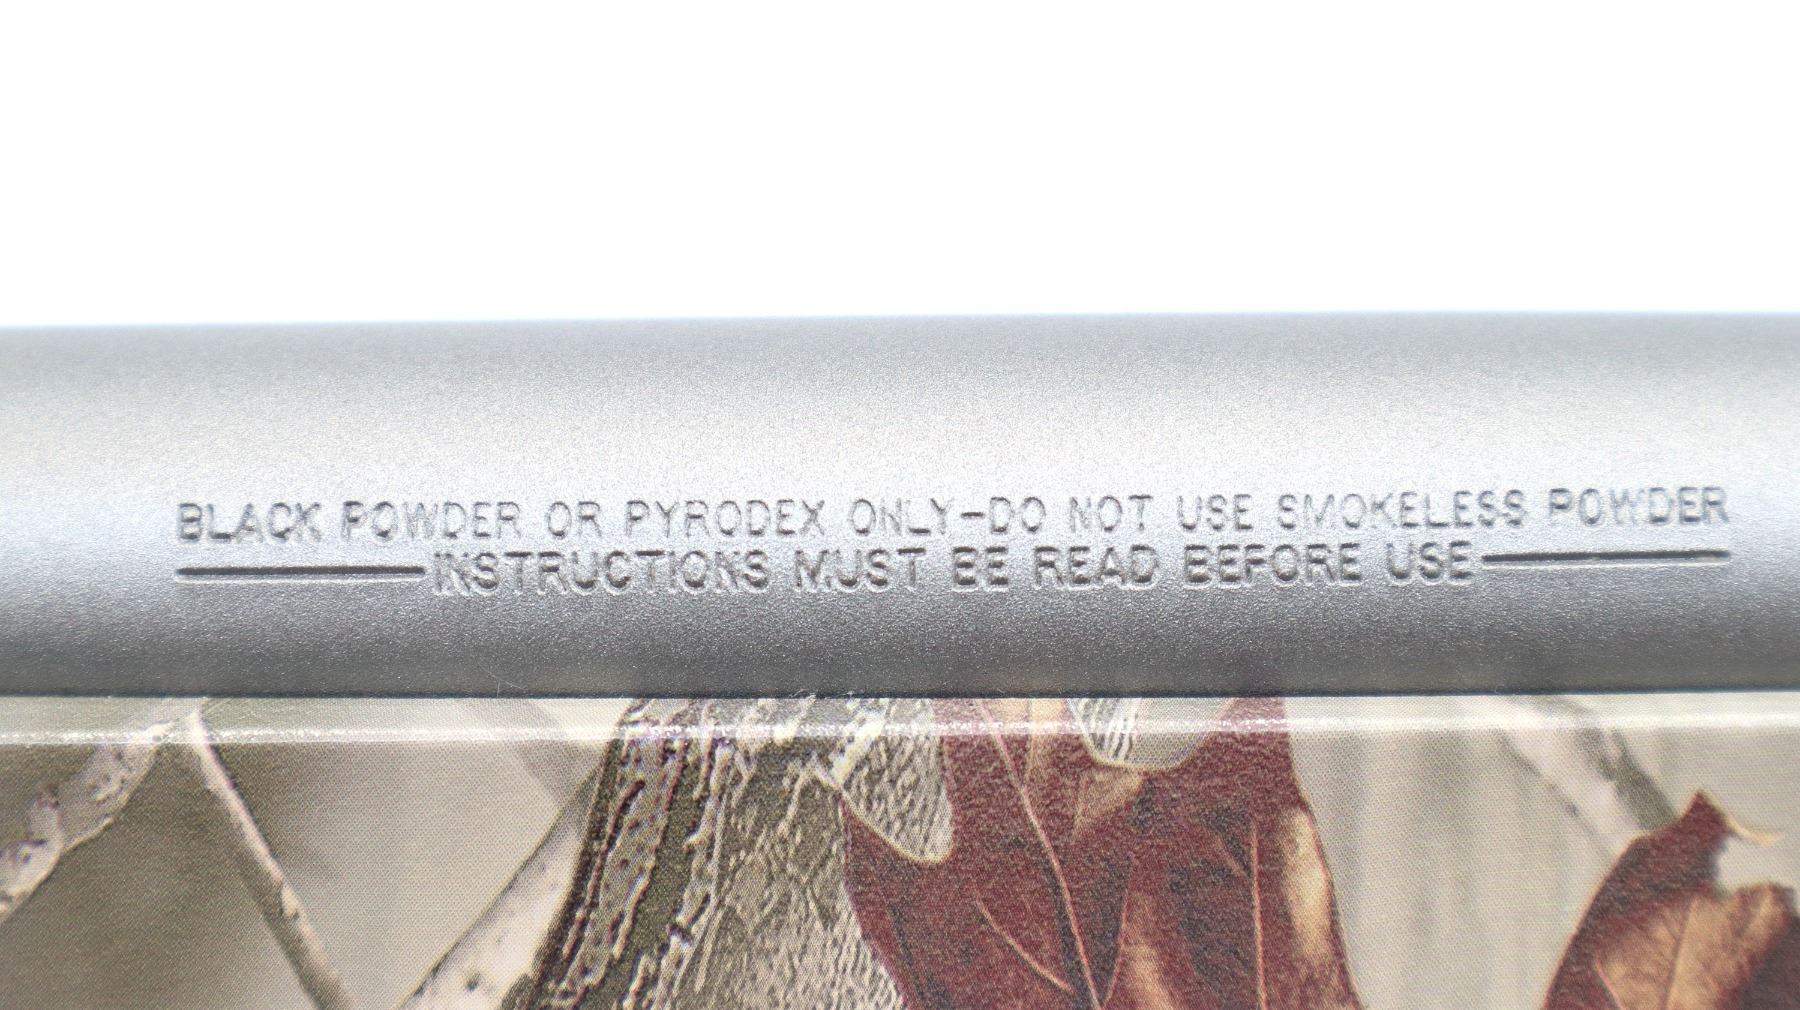 BLACK POWDER OR PYRODEX ONLY-DO NOT USE SMOKELESS POWDER
INSTRUCTIONS MUST BE READ BEFORE USE